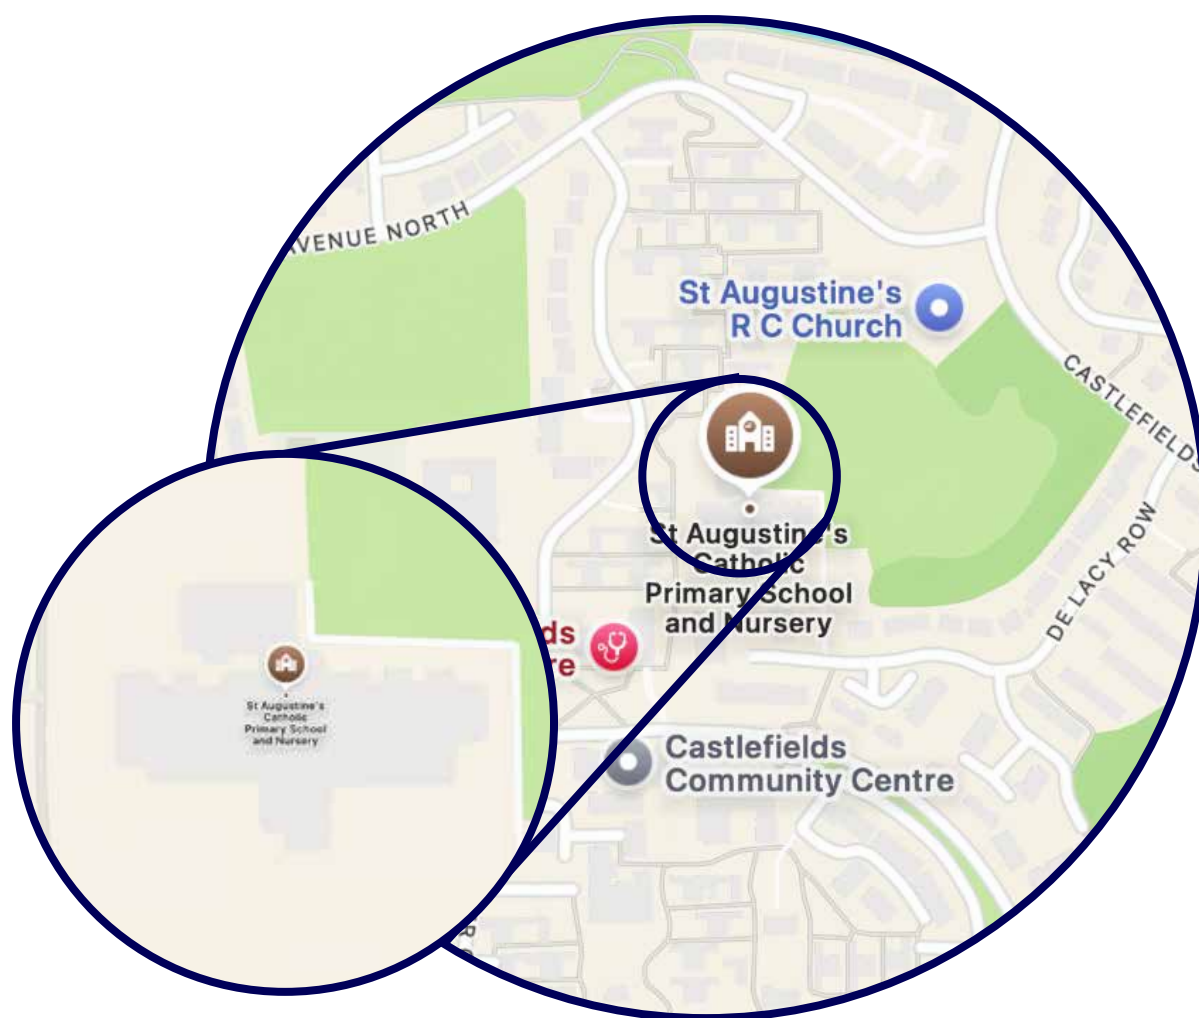 AVENUE NORTH
St Augustine's
R C Church
CASTLEFIELDS
St Augustine's
Catholic
Primary School
and Nursery
DE LACY ROW
St Augustine's
Catholic
Primary School
and Nursery
Castlefields
Community Centre